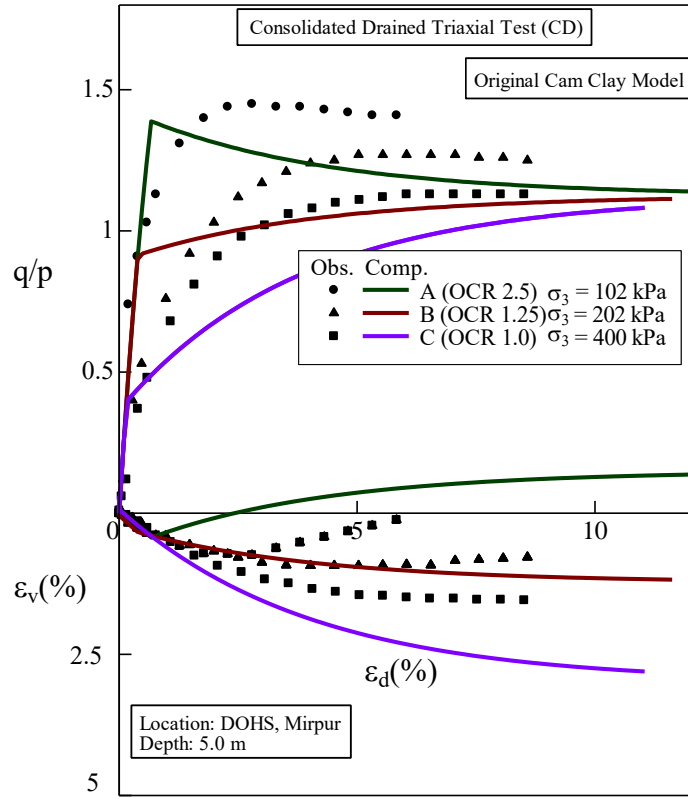 Consolidated Drained Triaxial Test (CD)
Original Cam Clay Model
1.5
1
q/p
Obs. Comp.
A (OCR 2.5) σ₃ = 102 kPa
B (OCR 1.25) σ₃ = 202 kPa
C (OCR 1.0) σ₃ = 400 kPa
0.5
0 5 10
εᵥ(%)
2.5
ε_d(%)
Location: DOHS, Mirpur
Depth: 5.0 m
5